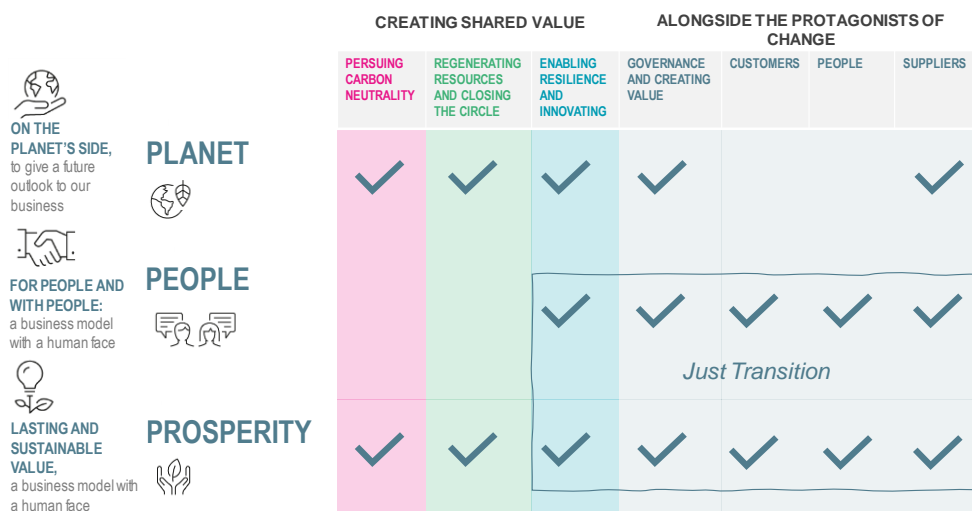 CREATING SHARED VALUE
ALONGSIDE THE PROTAGONISTS OF
CHANGE
PERSUING
CARBON
NEUTRALITY
REGENERATING
RESOURCES
AND CLOSING
THE CIRCLE
ENABLING
RESILIENCE
AND
INNOVATING
GOVERNANCE
AND CREATING
VALUE
CUSTOMERS
PEOPLE
SUPPLIERS
ON THE
PLANET'S SIDE,
to give a future
outlook to our
business
PLANET
FOR PEOPLE AND
WITH PEOPLE:
a business model
with a human face
PEOPLE
Just Transition
LASTING AND
SUSTAINABLE
VALUE,
a business model with
a human face
PROSPERITY